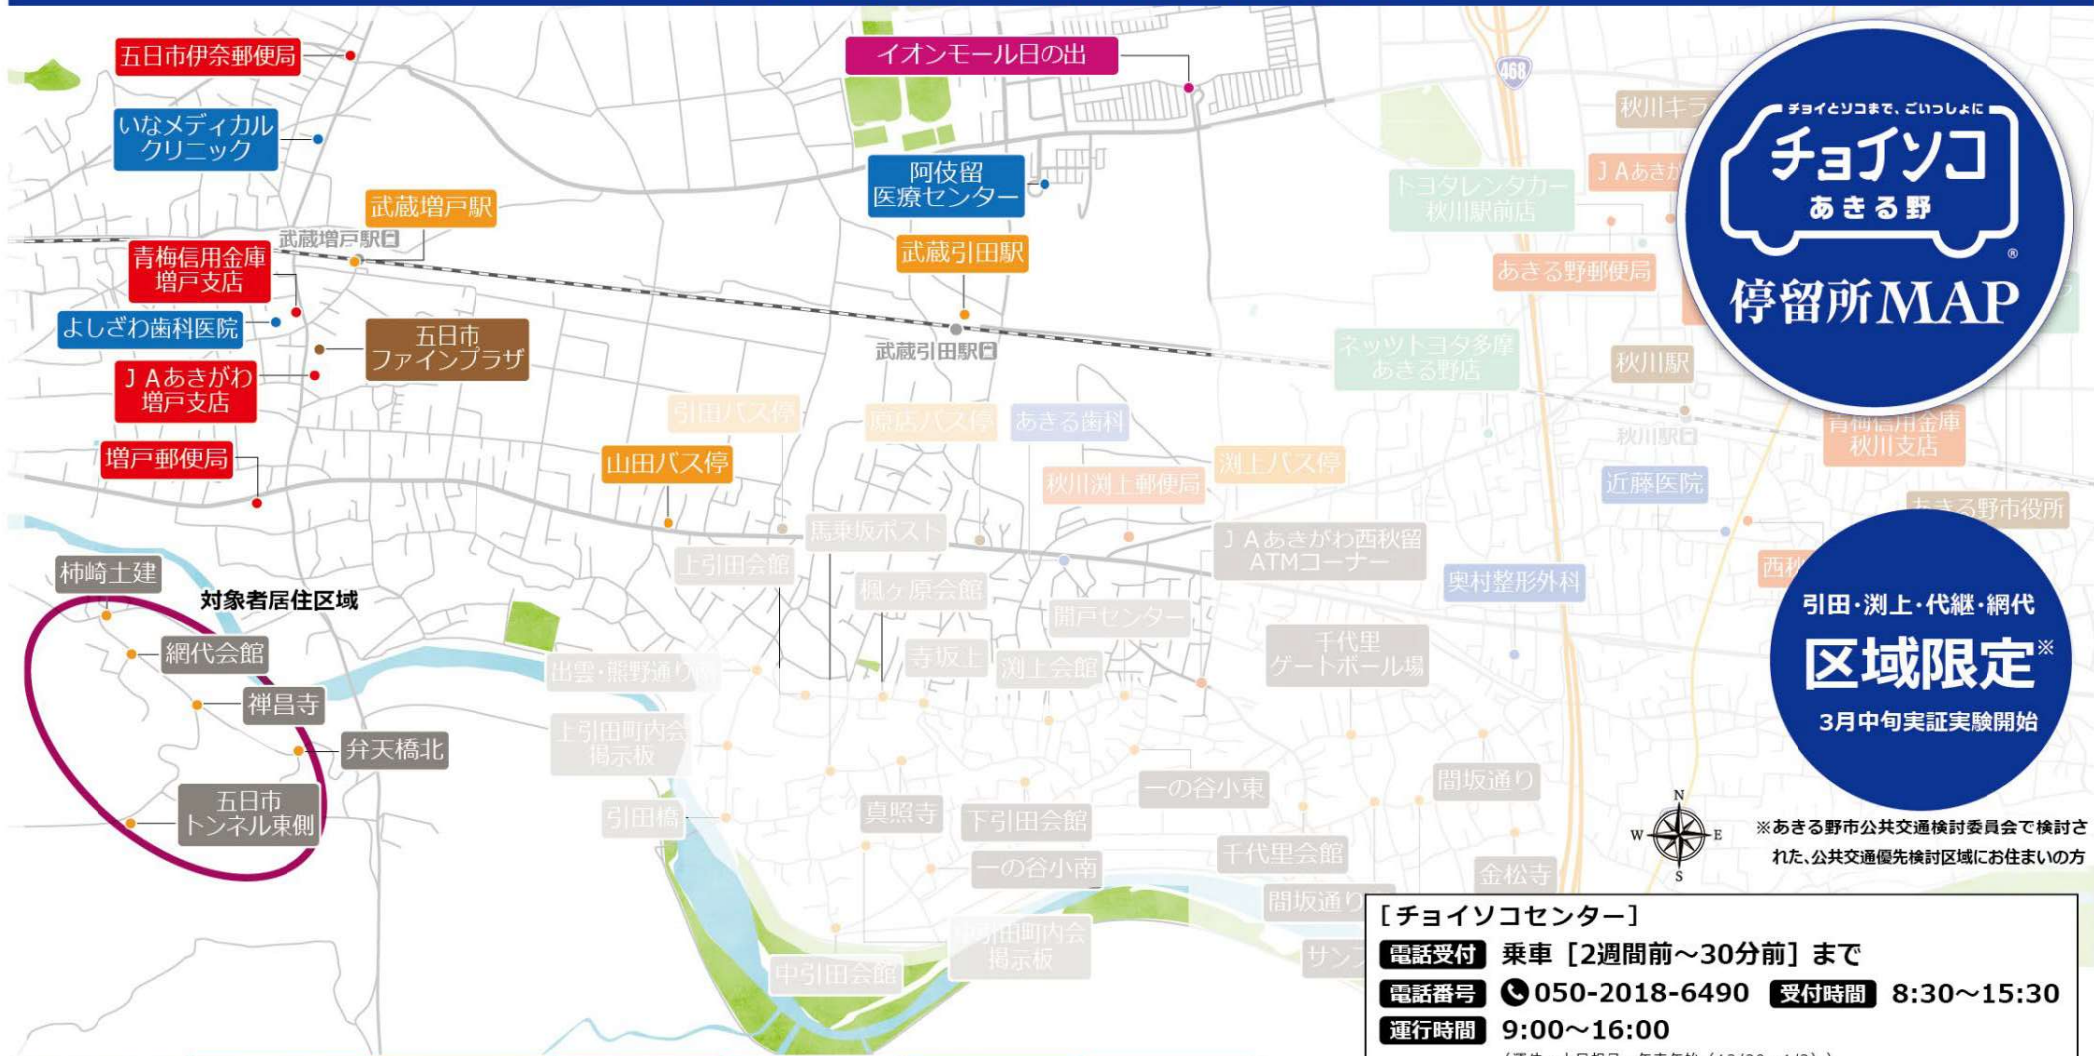 五日市伊奈郵便局
イオンモール日の出
468
チョイとソコまで、ごいっしょに
チョイソコ
あきる野
®
停留所MAP
いなメディカル
クリニック
阿伎留
医療センター
トヨタレンタカー
秋川駅前店
武蔵増戸駅
武蔵増戸駅
武蔵引田駅
あきる野郵便局
青梅信用金庫
増戸支店
よしざわ歯科医院
五日市
ファインプラザ
武蔵引田駅
ネッツトヨタ多摩
あきる野店
秋川駅
JAあきがわ
増戸支店
引田バス停
原店バス停
あきる歯科
秋川駅
青梅信用金庫
秋川支店
増戸郵便局
山田バス停
秋川渕上郵便局
渕上バス停
近藤医院
あきる野市役所
馬乗坂ポスト
JAあきがわ西秋留
ATMコーナー
上引田会館
楓ヶ原会館
開戸センター
奥村整形外科
柿崎土建
対象者居住区域
網代会館
禅昌寺
弁天橋北
五日市
トンネル東側
出雲・熊野通り
寺坂上
渕上会館
千代里
ゲートボール場
上引田町内会
掲示板
引田橋
真照寺
下引田会館
一の谷小東
間坂通り
一の谷小南
千代里会館
金松寺
間坂通り
中引田会館
中引田町内会
掲示板
引田・渕上・代継・網代
区域限定※
3月中旬実証実験開始
N
W
E
S
※あきる野市公共交通検討委員会で検討さ
れた、公共交通優先検討区域にお住まいの方
[チョイソコセンター]
電話受付 乗車 [2週間前～30分前] まで
電話番号 050-2018-6490 受付時間 8:30～15:30
運行時間 9:00～16:00